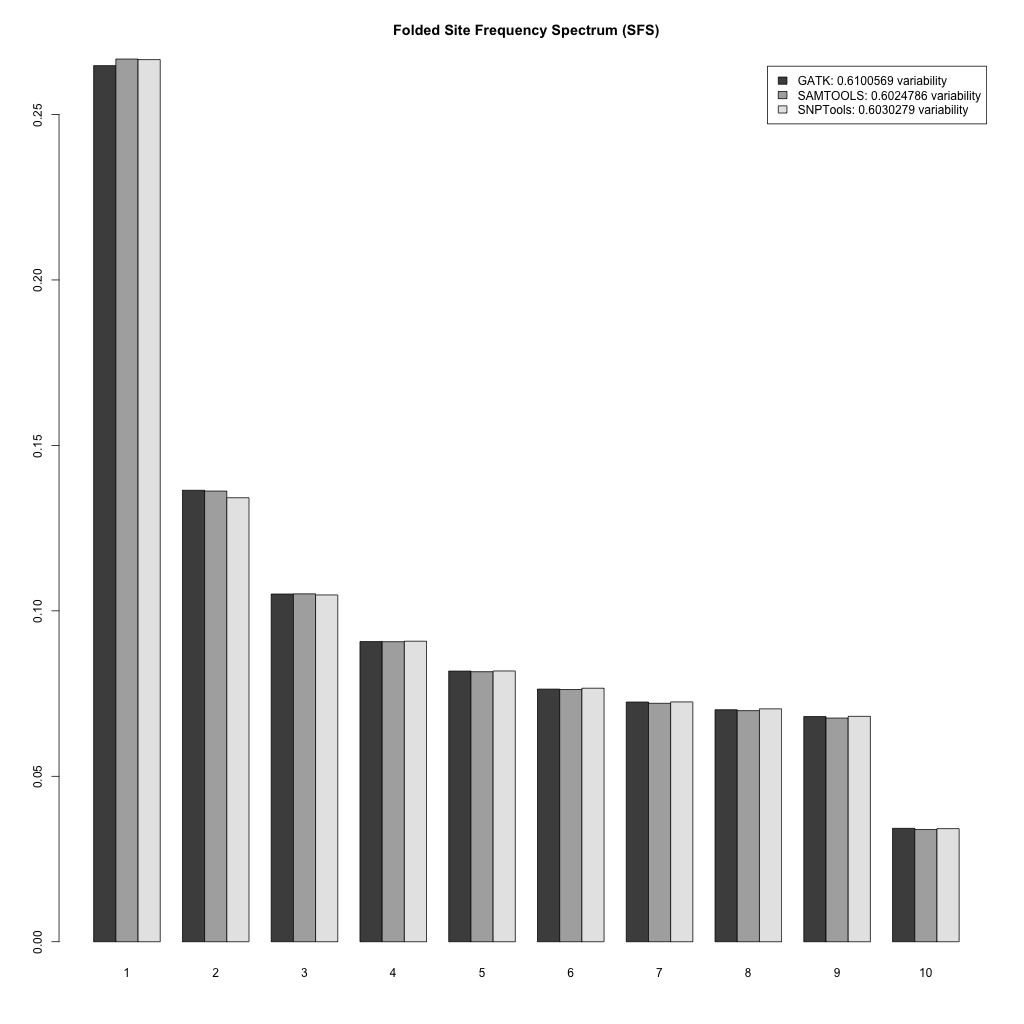 Folded Site Frequency Spectrum (SFS)
GATK: 0.6100569 variability
SAMTOOLS: 0.6024786 variability
SNPTools: 0.6030279 variability
0.25
0.20
0.15
0.10
0.05
0.00
1 2 3 4 5 6 7 8 9 10